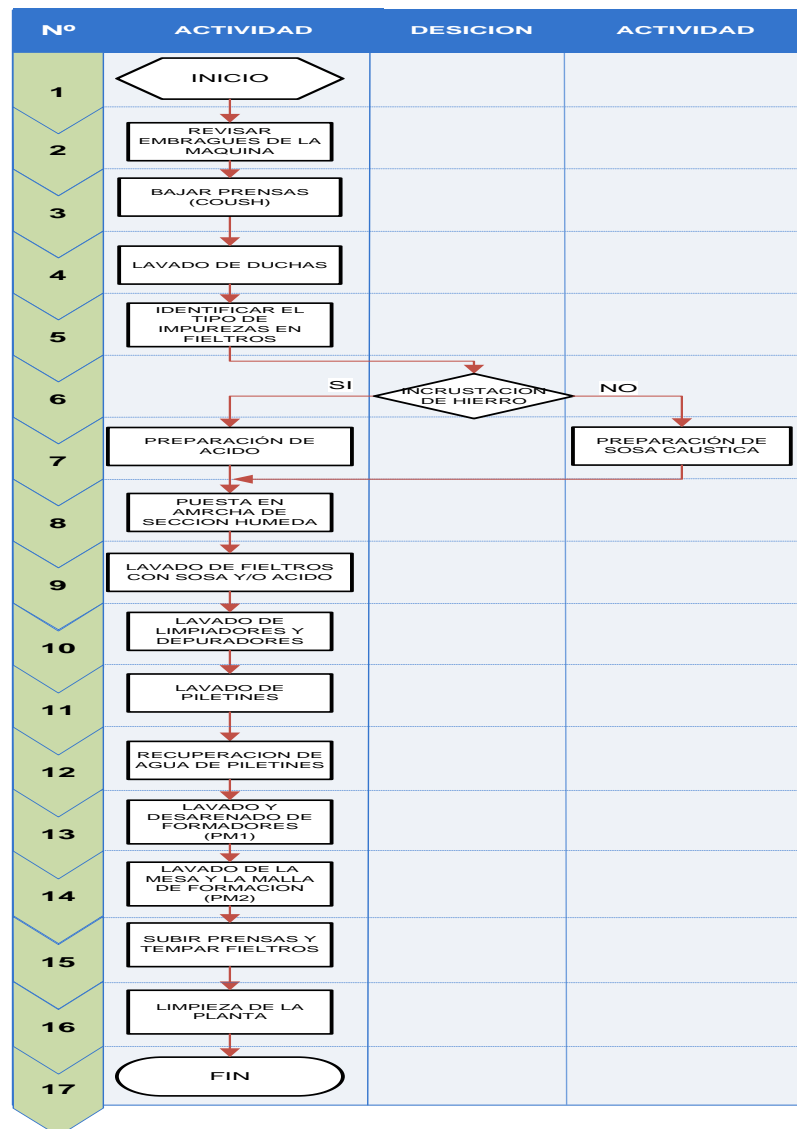 Nº ACTIVIDAD DESICION ACTIVIDAD
1
INICIO
2
REVISAR
EMBRAGUES DE LA
MAQUINA
3
BAJAR PRENSAS
(COUSH)
4
LAVADO DE DUCHAS
5
IDENTIFICAR EL
TIPO DE
IMPUREZAS EN
FIELTROS
6
SI
INCRUSTACION
DE HIERRO
NO
7
PREPARACIÓN DE
ACIDO
PREPARACIÓN DE
SOSA CAUSTICA
8
PUESTA EN
AMRCHA DE
SECCION HUMEDA
9
LAVADO DE FIELTROS
CON SOSA Y/O ACIDO
10
LAVADO DE
LIMPIADORES Y
DEPURADORES
11
LAVADO DE
PILETINES
12
RECUPERACION DE
AGUA DE PILETINES
13
LAVADO Y
DESARENADO DE
FORMADORES
(PM1)
14
LAVADO DE LA
MESA Y LA MALLA
DE FORMACION
(PM2)
15
SUBIR PRENSAS Y
TEMPAR FIELTROS
16
LIMPIEZA DE LA
PLANTA
17
FIN